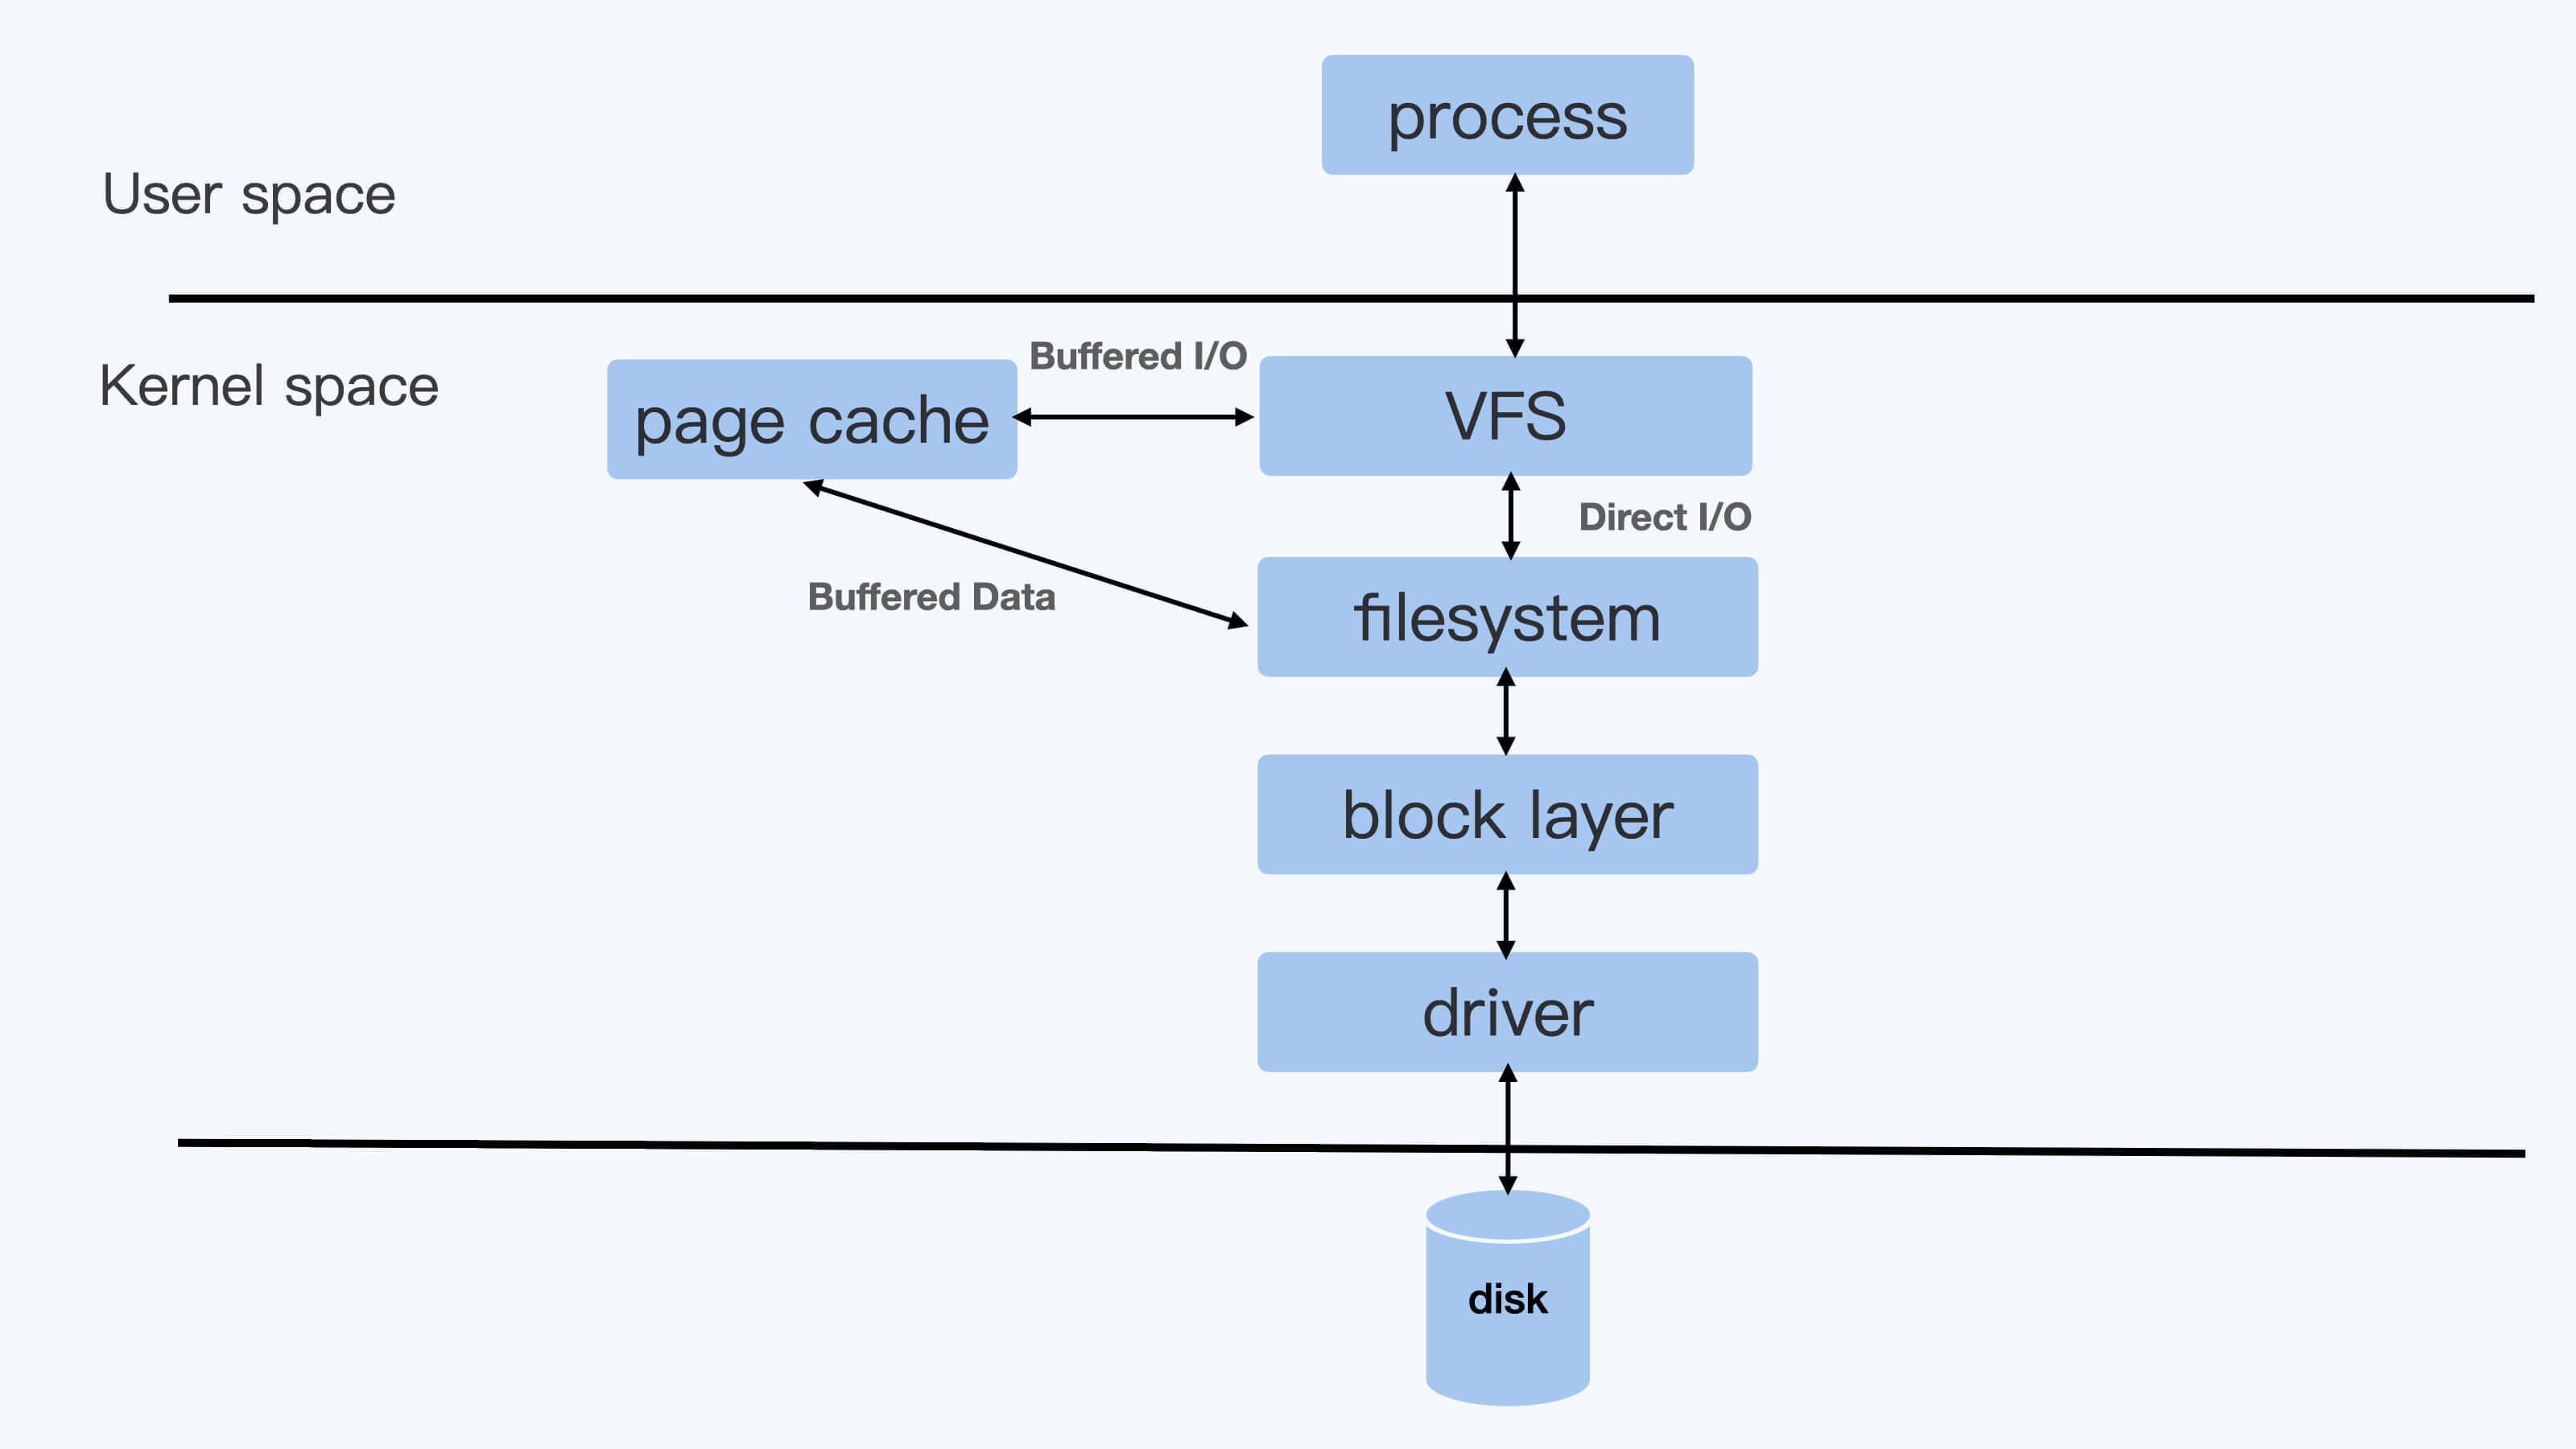 process
User space
Kernel space
Buffered I/O
page cache
VFS
Direct I/O
Buffered Data
filesystem
block layer
driver
disk